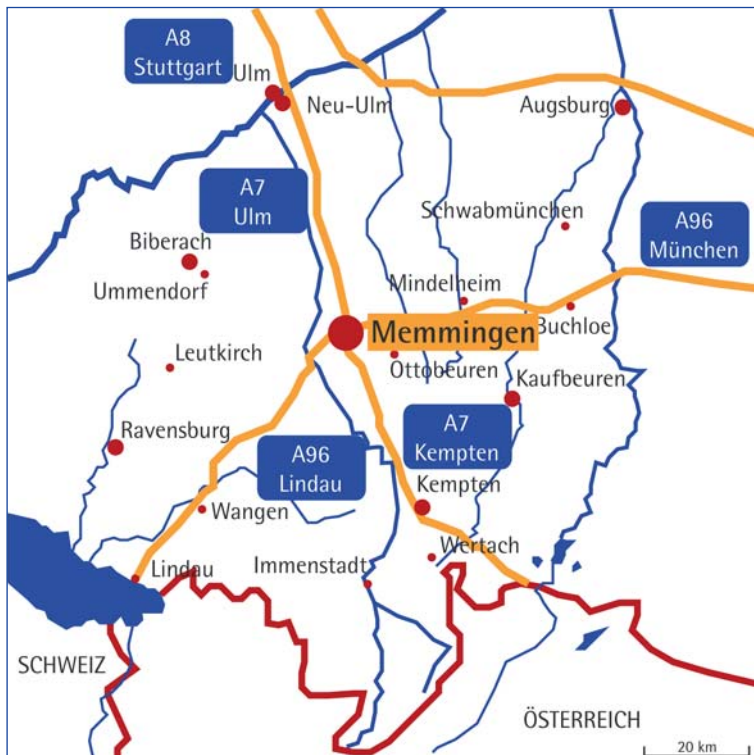 A8
Stuttgart
Ulm
Neu-Ulm
Augsburg
A7
Ulm
Schwabmünchen
A96
München
Biberach
Ummendorf
Mindelheim
Memmingen
Buchloe
Leutkirch
Ottobeuren
Kaufbeuren
Ravensburg
A7
Kempten
A96
Lindau
Kempten
Wangen
Wertach
Lindau
Immenstadt
SCHWEIZ
ÖSTERREICH
20 km